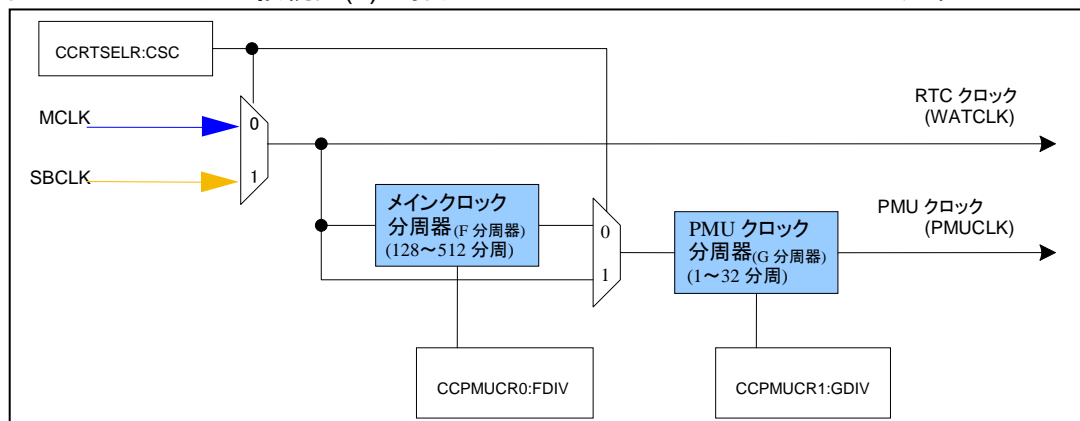 CCRTSELR:CSC
MCLK
0
RTC クロック
(WATCLK)
SBCLK
1
メインクロック
分周器(F 分周器)
(128～512 分周)
0
1
PMU クロック
分周器(G 分周器)
(1～32 分周)
PMU クロック
(PMUCLK)
CCPMUCR0:FDIV
CCPMUCR1:GDIV